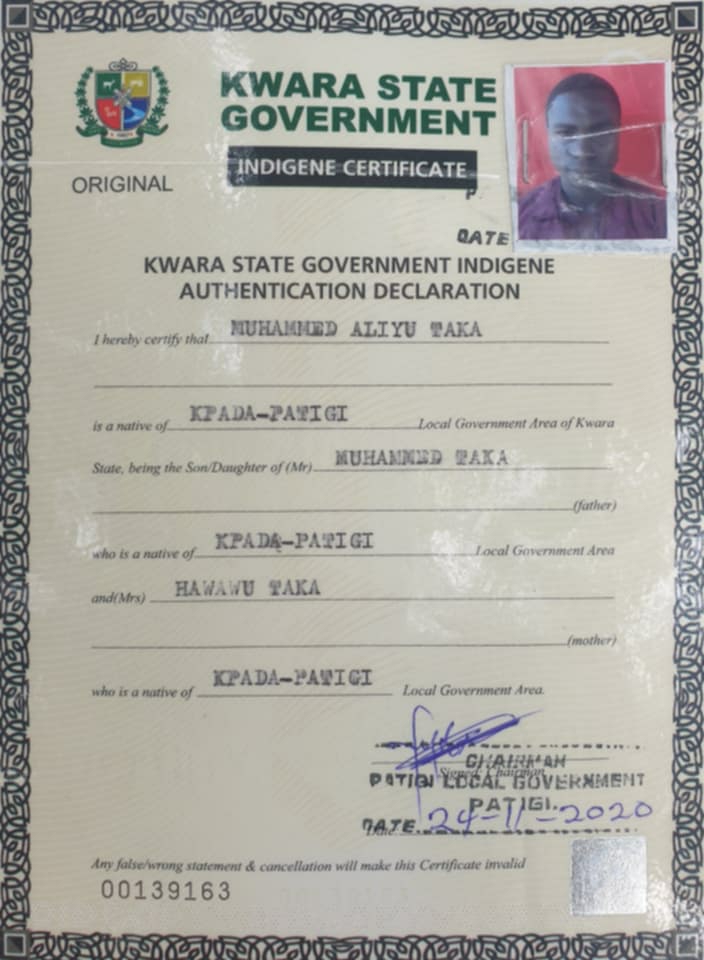 KWARA STATE
GOVERNMENT
INDIGENE CERTIFICATE
ORIGINAL
P.
DATE
KWARA STATE GOVERNMENT INDIGENE
AUTHENTICATION DECLARATION
I hereby certify that MUHAMMED ALIYU TAKA
is a native of KPADA-PATIGI Local Government Area of Kwara
State, being the Son/Daughter of (Mr) MUHAMMED TAKA
(father)
who is a native of KPADA-PATIGI Local Government Area
and(Mrs) HAWAWU TAKA
(mother)
who is a native of KPADA-PATIGI Local Government Area.
CHAIRMAN
Signed: Chairman
PATIGI LOCAL GOVERNMENT
PATIGI.
DATE 24-11-2020
Any false/wrong statement & cancellation will make this Certificate invalid
00139163